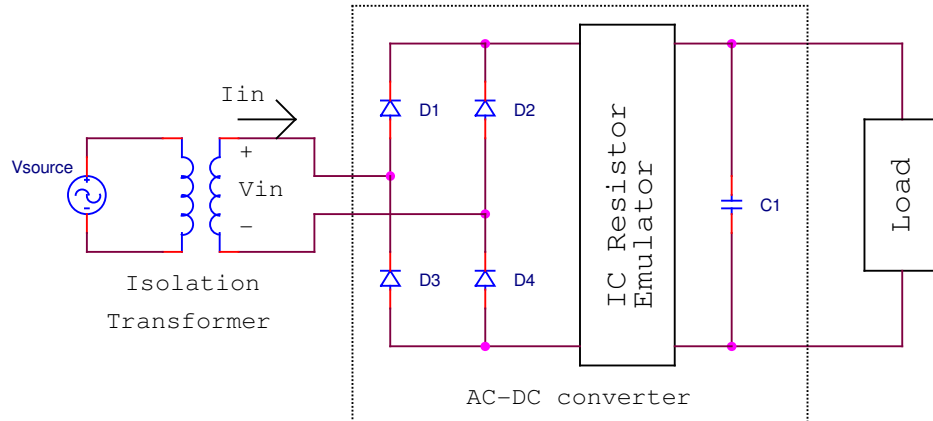 Iin
D1
D2
Vsource
+
Vin
−
+
-
D3
D4
IC Resistor
Emulator
C1
Load
Isolation
Transformer
AC−DC converter